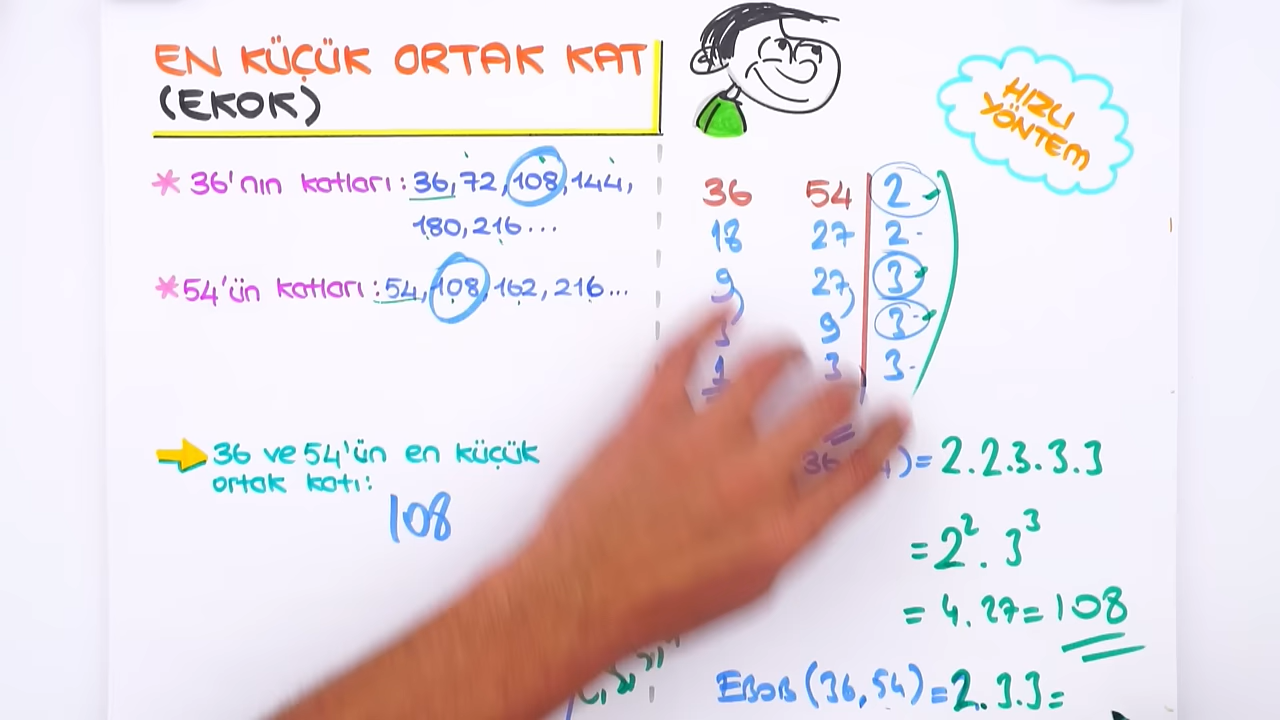 EN KÜÇÜK ORTAK KAT
(EKOK)
HIZLI
YÖNTEM
* 36'nın katları: 36, 72, 108, 144,
180, 216...
* 54'ün katları: 54, 108, 162, 216...
36 ve 54'ün en küçük
ortak katı:
108
36 54 2
18 27 2
9 27 3
3 9 3
1 3 3
= 2.2.3.3.3
= 2². 3³
= 4.27= 108
EBOB(36,54)=2.3.3=